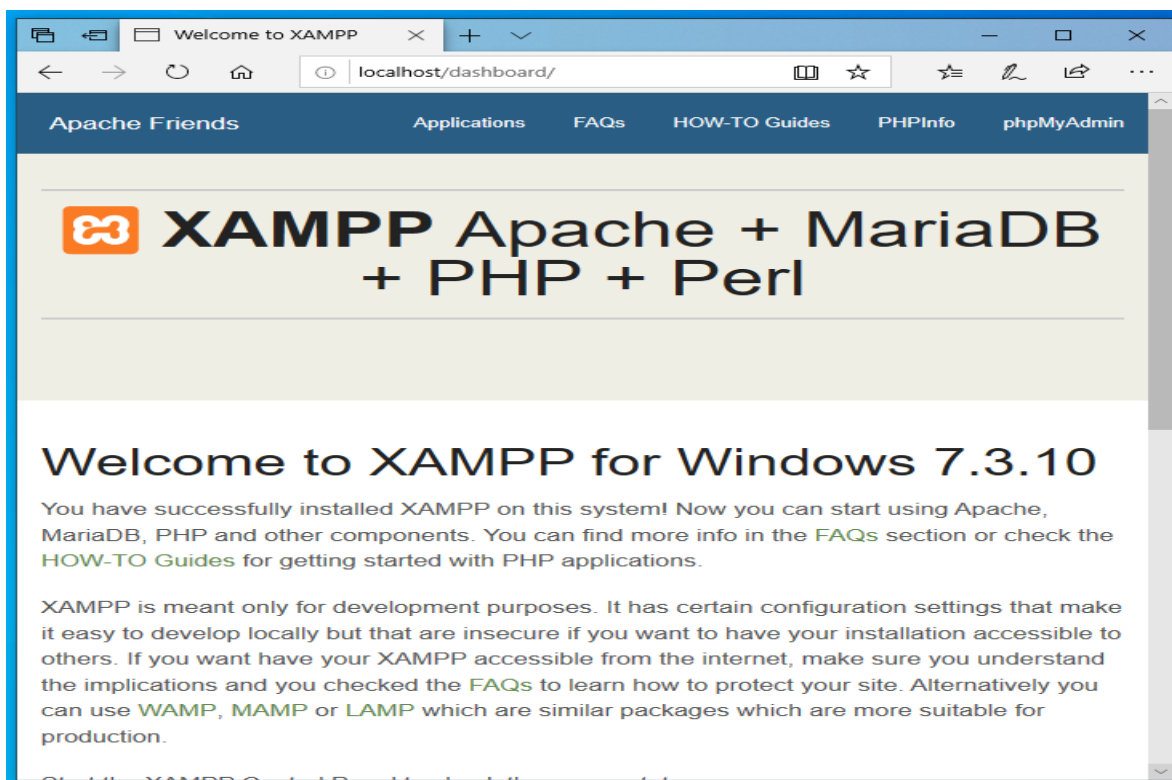 Welcome to XAMPP
localhost/dashboard/
Apache Friends Applications FAQs HOW-TO Guides PHPInfo phpMyAdmin
XAMPP Apache + MariaDB
+ PHP + Perl
Welcome to XAMPP for Windows 7.3.10
You have successfully installed XAMPP on this system! Now you can start using Apache,
MariaDB, PHP and other components. You can find more info in the FAQs section or check the
HOW-TO Guides for getting started with PHP applications.
XAMPP is meant only for development purposes. It has certain configuration settings that make
it easy to develop locally but that are insecure if you want to have your installation accessible to
others. If you want have your XAMPP accessible from the internet, make sure you understand
the implications and you checked the FAQs to learn how to protect your site. Alternatively you
can use WAMP, MAMP or LAMP which are similar packages which are more suitable for
production.